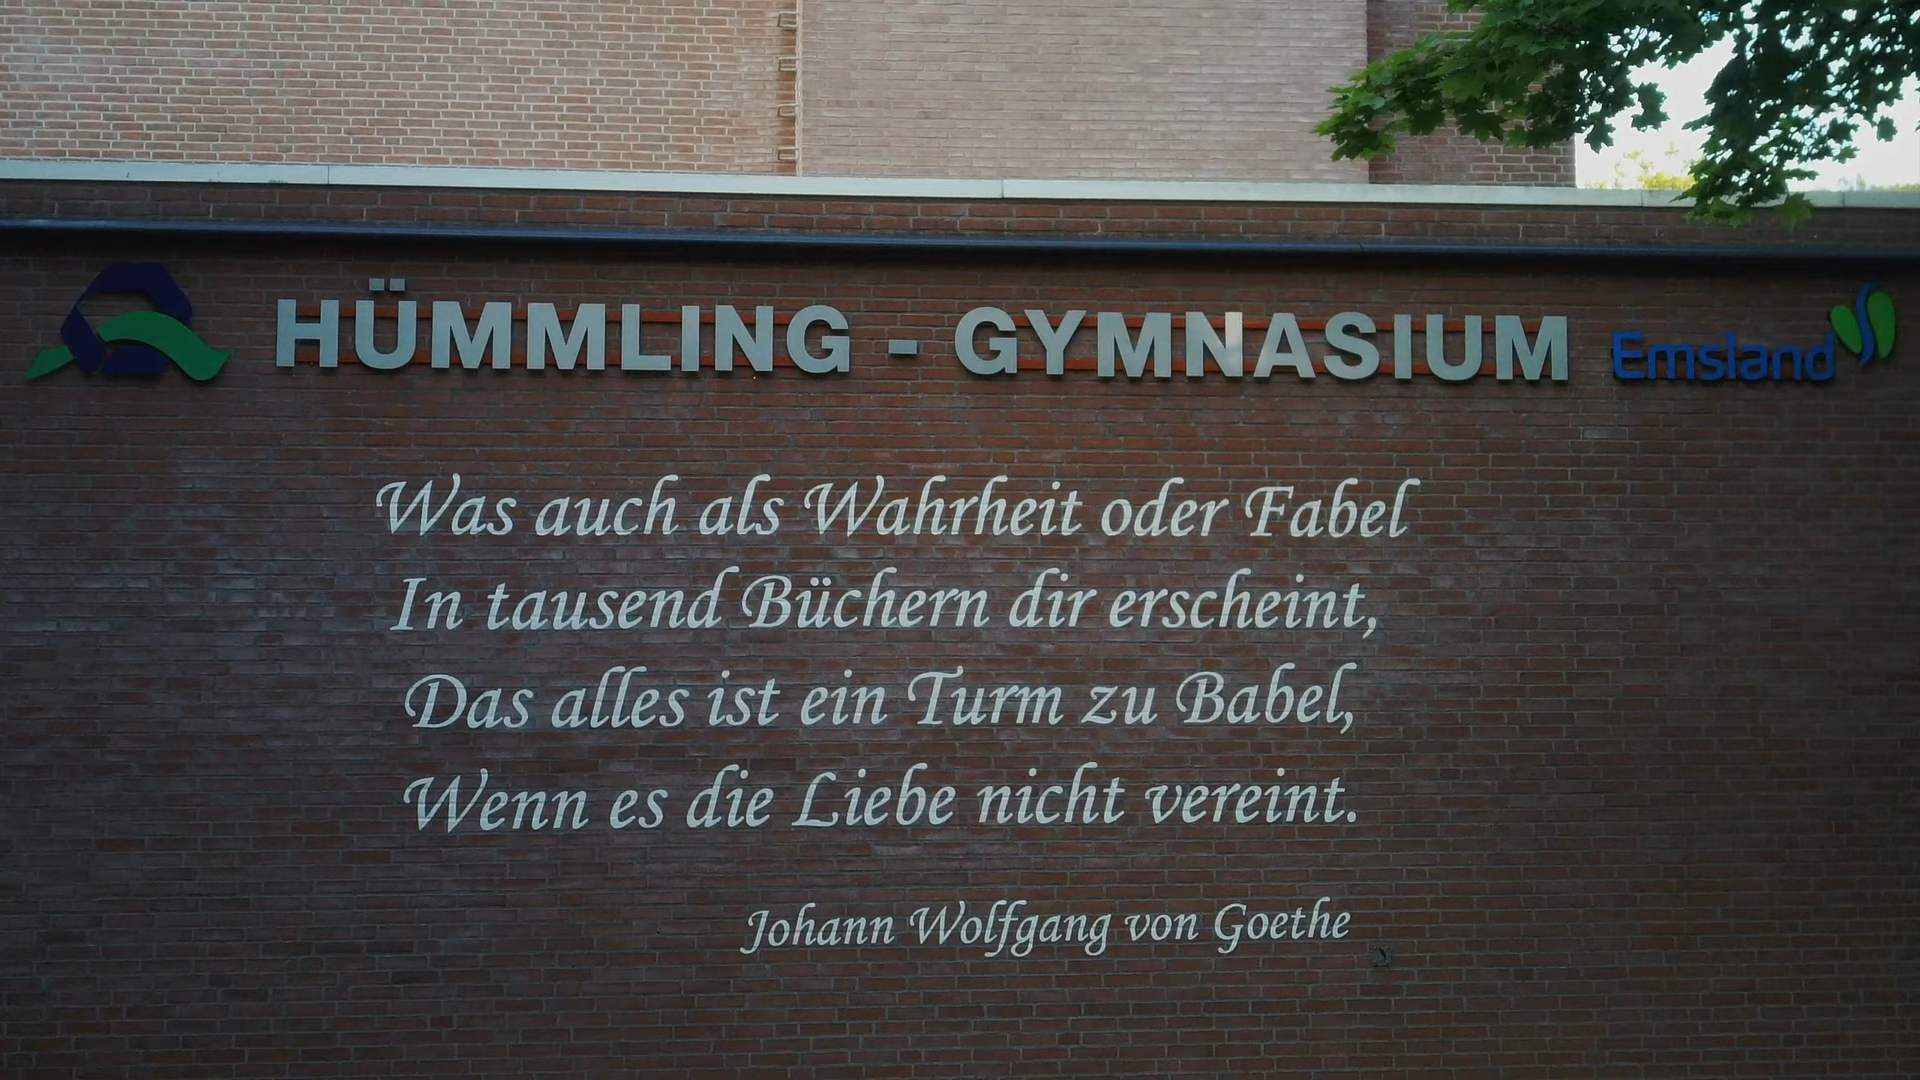 HÜMMLING - GYMNASIUM Emsland
Was auch als Wahrheit oder Fabel
In tausend Büchern dir erscheint,
Das alles ist ein Turm zu Babel,
Wenn es die Liebe nicht vereint.
Johann Wolfgang von Goethe